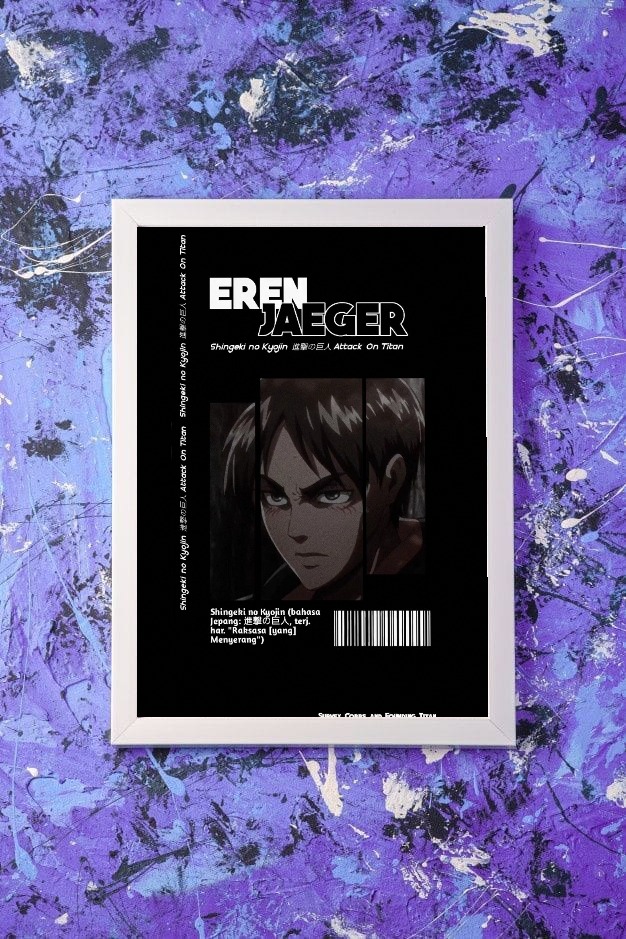 EREN
JAEGER
Shingeki no Kyojin 進撃の巨人 Attack On Titan
Shingeki no Kyojin 進撃の巨人 Attack On Titan
Shingeki no Kyojin 進撃の巨人 Attack On Titan
Shingeki no Kyojin (bahasa
Jepang: 進撃の巨人, terj.
har. "Raksasa [yang]
Menyerang")
Survey Corps and Founding Titan